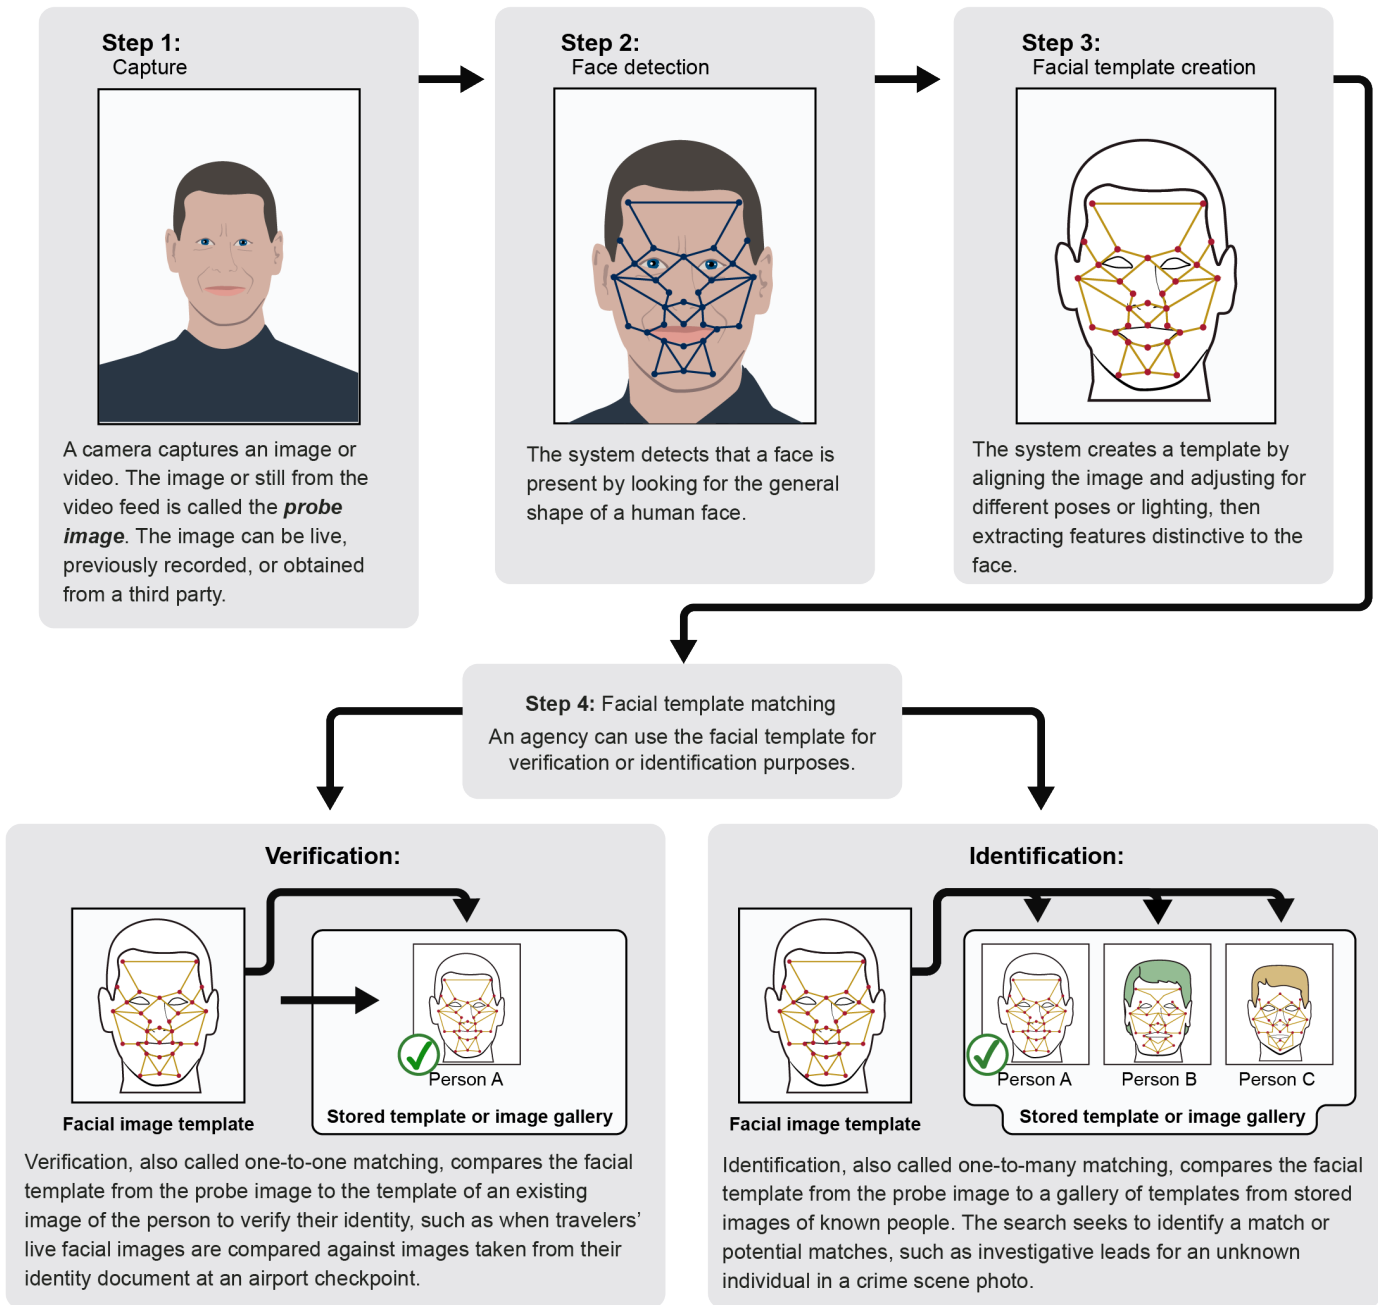 Step 1:
Capture
A camera captures an image or
video. The image or still from the
video feed is called the probe
image. The image can be live,
previously recorded, or obtained
from a third party.
Step 2:
Face detection
The system detects that a face is
present by looking for the general
shape of a human face.
Step 3:
Facial template creation
The system creates a template by
aligning the image and adjusting for
different poses or lighting, then
extracting features distinctive to the
face.
Step 4: Facial template matching
An agency can use the facial template for
verification or identification purposes.
Verification:
Person A
Facial image template
Stored template or image gallery
Verification, also called one-to-one matching, compares the facial
template from the probe image to the template of an existing
image of the person to verify their identity, such as when travelers’
live facial images are compared against images taken from their
identity document at an airport checkpoint.
Identification:
Person A
Person B
Person C
Facial image template
Stored template or image gallery
Identification, also called one-to-many matching, compares the facial
template from the probe image to a gallery of templates from stored
images of known people. The search seeks to identify a match or
potential matches, such as investigative leads for an unknown
individual in a crime scene photo.